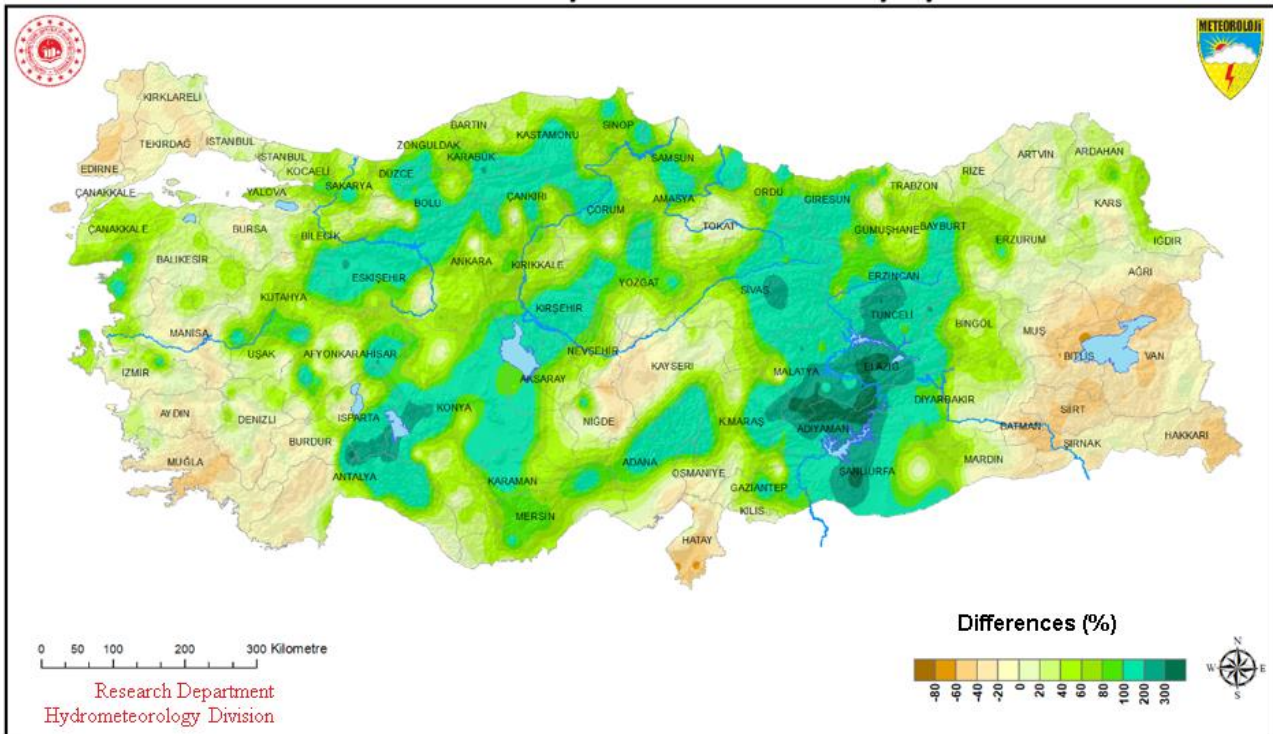 METEOROLOJİ
KIRKLARELİ
TEKİRDAĞ
İSTANBUL
İSTANBUL
EDİRNE
KOCAELİ
YALOVA
SAKARYA
DÜZCE
ZONGULDAK
BARTIN
KARABÜK
KASTAMONU
SİNOP
SAMSUN
ÇANAKKALE
ÇANAKKALE
BALIKESİR
BURSA
BİLECİK
BOLU
ÇANKIRI
ÇORUM
AMASYA
TOKAT
ORDU
GİRESUN
TRABZON
RİZE
ARTVİN
ARDAHAN
KARS
IĞDIR
GÜMÜŞHANE
BAYBURT
ERZURUM
AĞRI
ESKİŞEHİR
ANKARA
KIRIKKALE
YOZGAT
SİVAS
ERZİNCAN
TUNCELİ
BİNGÖL
MUŞ
BİTLİS
VAN
KÜTAHYA
MANİSA
UŞAK
AFYONKARAHİSAR
KIRŞEHİR
NEVŞEHİR
KAYSERİ
MALATYA
ELAZIĞ
DİYARBAKIR
İZMİR
AYDIN
DENİZLİ
ISPARTA
KONYA
AKSARAY
NİĞDE
K.MARAŞ
ADIYAMAN
BATMAN
SİİRT
ŞIRNAK
HAKKARİ
MUĞLA
BURDUR
ANTALYA
KARAMAN
MERSİN
ADANA
OSMANİYE
GAZİANTEP
KİLİS
ŞANLIURFA
MARDİN
HATAY
Differences (%)
-80 -60 -40 -20 0 20 40 60 80 100 200 300
N
W E
S
0 50 100 200 300 Kilometre
Research Department
Hydrometeorology Division